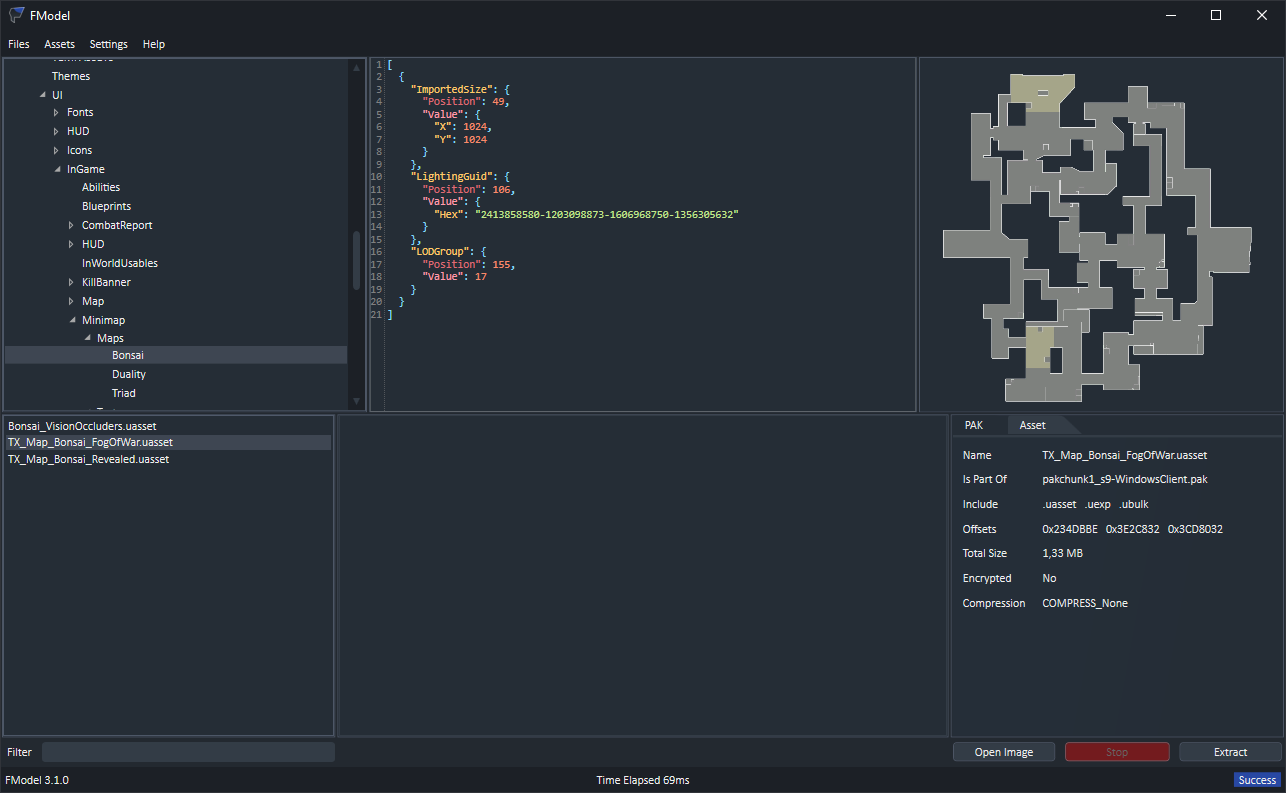 FModel
Files Assets Settings Help
Themes
UI
Fonts
HUD
Icons
InGame
Abilities
Blueprints
CombatReport
HUD
InWorldUsables
KillBanner
Map
Minimap
Maps
Bonsai
Duality
Triad
1 [
2 {
3 "ImportedSize": {
4 "Position": 49,
5 "Value": {
6 "X": 1024,
7 "Y": 1024
8 }
9 },
10 "LightingGuid": {
11 "Position": 106,
12 "Value": {
13 "Hex": "2413858580-1203098873-1606968750-1356305632"
14 }
15 },
16 "LODGroup": {
17 "Position": 155,
18 "Value": 17
19 }
20 }
21 ]
Bonsai_VisionOccluders.uasset
TX_Map_Bonsai_FogOfWar.uasset
TX_Map_Bonsai_Revealed.uasset
PAK Asset
Name TX_Map_Bonsai_FogOfWar.uasset
Is Part Of pakchunk1_s9-WindowsClient.pak
Include .uasset .uexp .ubulk
Offsets 0x234DBBE 0x3E2C832 0x3CD8032
Total Size 1,33 MB
Encrypted No
Compression COMPRESS_None
Filter
Open Image Stop Extract
FModel 3.1.0 Time Elapsed 69ms Success